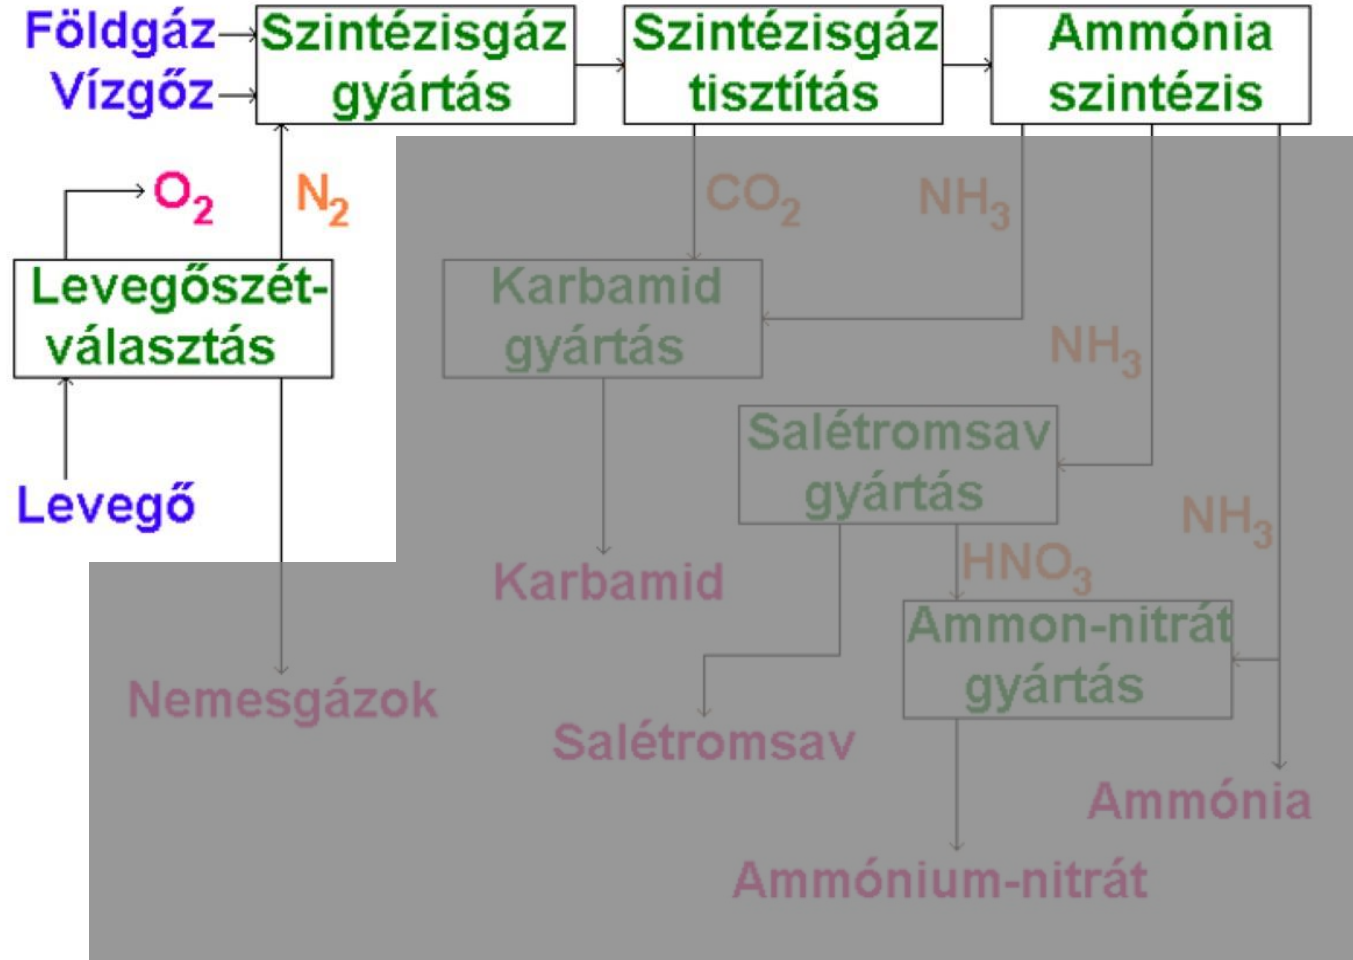 Földgáz
Vízgőz
Szintézisgáz
gyártás
Szintézisgáz
tisztítás
Ammónia
szintézis
O2
N2
CO2
NH3
Levegőszét-
választás
Karbamid
gyártás
NH3
Salétromsav
gyártás
Levegő
NH3
HNO3
Karbamid
Ammon-nitrát
gyártás
Nemesgázok
Salétromsav
Ammónia
Ammónium-nitrát